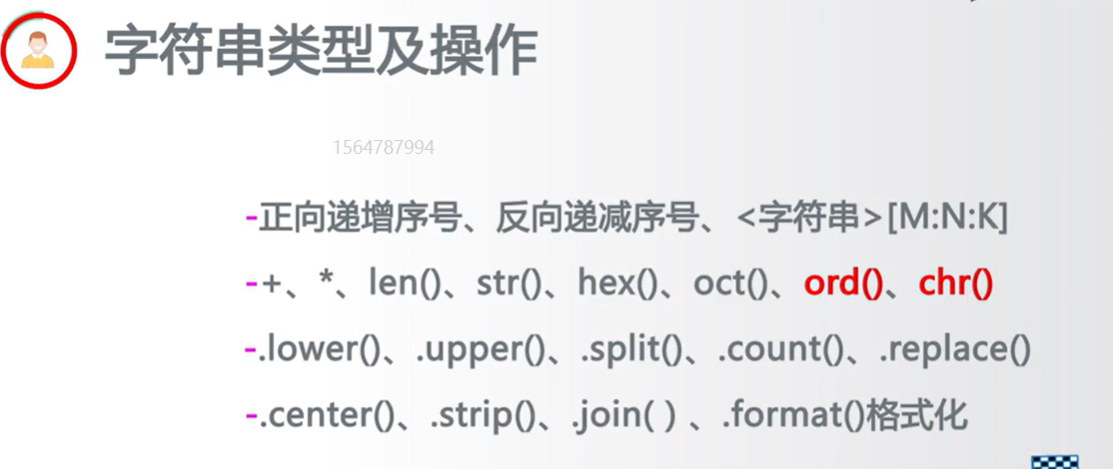 字符串类型及操作
1564787994
-正向递增序号、反向递减序号、<字符串>[M:N:K]
-+、*、len()、str()、hex()、oct()、ord()、chr()
-.lower()、.upper()、.split()、.count()、.replace()
-.center()、.strip()、.join( ) 、.format()格式化